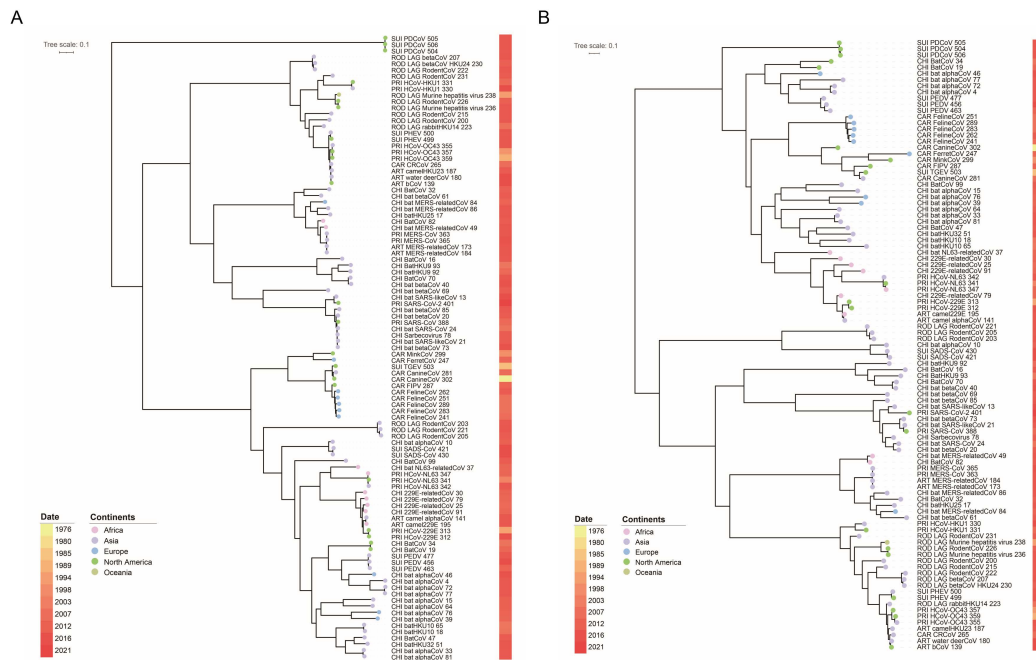 A
Tree scale: 0.1
SUI PDCoV 505
SUI PDCoV 506
SUI PDCoV 504
ROD LAG betaCoV 207
ROD LAG betaCoV HKU24 230
ROD LAG RodentCoV 222
ROD LAG RodentCoV 231
PRI HCoV-HKU1 331
PRI HCoV-HKU1 330
ROD LAG Murine hepatitis virus 238
ROD LAG RodentCoV 226
ROD LAG Murine hepatitis virus 236
ROD LAG RodentCoV 215
ROD LAG RodentCoV 200
ROD LAG rabbitHKU14 223
SUI PHEV 500
SUI PHEV 499
PRI HCoV-OC43 355
PRI HCoV-OC43 357
PRI HCoV-OC43 359
CAR CRCoV 265
ART camelHKU23 187
ART water deerCoV 180
ART bCoV 139
CHI BatCoV 32
CHI bat betaCoV 61
CHI bat MERS-relatedCoV 84
CHI bat MERS-relatedCoV 86
CHI batHKU25 17
CHI BatCoV 82
CHI bat MERS-relatedCoV 49
PRI MERS-CoV 363
PRI MERS-CoV 365
ART MERS-relatedCoV 173
ART MERS-relatedCoV 184
CHI BatCoV 16
CHI BatHKU9 93
CHI batHKU9 92
CHI BatCoV 70
CHI bat betaCoV 40
CHI bat betaCoV 69
CHI bat SARS-likeCoV 13
PRI SARS-CoV-2 401
CHI bat betaCoV 85
CHI bat betaCoV 20
PRI SARS-CoV 388
CHI bat SARS-CoV 24
CHI Sarbecovirus 78
CHI bat SARS-likeCoV 21
CHI bat betaCoV 73
CAR MinkCoV 299
CAR FerretCoV 247
SUI TGEV 503
CAR CanineCoV 281
CAR CanineCoV 302
CAR FIPV 287
CAR FelineCoV 262
CAR FelineCoV 251
CAR FelineCoV 289
CAR FelineCoV 283
CAR FelineCoV 241
ROD LAG RodentCoV 203
ROD LAG RodentCoV 221
ROD LAG RodentCoV 205
CHI bat alphaCoV 10
SUI SADS-CoV 421
SUI SADS-CoV 430
CHI BatCoV 99
CHI bat NL63-relatedCoV 37
PRI HCoV-NL63 347
PRI HCoV-NL63 341
PRI HCoV-NL63 342
CHI 229E-relatedCoV 30
CHI 229E-relatedCoV 79
CHI 229E-relatedCoV 25
CHI 229E-relatedCoV 91
ART camel alphaCoV 141
ART camel229E 195
PRI HCoV-229E 313
PRI HCoV-229E 312
CHI BatCoV 34
CHI BatCoV 19
SUI PEDV 477
SUI PEDV 456
SUI PEDV 463
CHI bat alphaCoV 46
CHI bat alphaCoV 4
CHI bat alphaCoV 72
CHI bat alphaCoV 77
CHI bat alphaCoV 15
CHI bat alphaCoV 64
CHI bat alphaCoV 76
CHI bat alphaCoV 39
CHI batHKU10 65
CHI batHKU10 18
CHI BatCoV 47
CHI batHKU32 51
CHI bat alphaCoV 33
CHI bat alphaCoV 81
Date
1976
1980
1985
1989
1994
1998
2003
2007
2012
2016
2021
Continents
Africa
Asia
Europe
North America
Oceania
B
Tree scale: 0.1
SUI PDCoV 505
SUI PDCoV 504
SUI PDCoV 506
CHI BatCoV 34
CHI BatCoV 19
CHI bat alphaCoV 46
CHI bat alphaCoV 77
CHI bat alphaCoV 72
CHI bat alphaCoV 4
SUI PEDV 477
SUI PEDV 456
SUI PEDV 463
CAR FelineCoV 251
CAR FelineCoV 289
CAR FelineCoV 283
CAR FelineCoV 262
CAR FelineCoV 241
CAR CanineCoV 302
CAR FerretCoV 247
CAR MinkCoV 299
CAR FIPV 287
SUI TGEV 503
CAR CanineCoV 281
CHI BatCoV 99
CHI bat alphaCoV 15
CHI bat alphaCoV 76
CHI bat alphaCoV 39
CHI bat alphaCoV 64
CHI bat alphaCoV 33
CHI bat alphaCoV 81
CHI BatCoV 47
CHI batHKU32 51
CHI batHKU10 18
CHI batHKU10 65
CHI bat NL63-relatedCoV 37
CHI 229E-relatedCoV 30
CHI 229E-relatedCoV 25
CHI 229E-relatedCoV 91
PRI HCoV-NL63 342
PRI HCoV-NL63 341
PRI HCoV-NL63 347
CHI 229E-relatedCoV 79
PRI HCoV-229E 313
PRI HCoV-229E 312
ART camel229E 195
ART camel alphaCoV 141
ROD LAG RodentCoV 221
ROD LAG RodentCoV 205
ROD LAG RodentCoV 203
CHI bat alphaCoV 10
SUI SADS-CoV 430
SUI SADS-CoV 421
CHI batHKU9 92
CHI BatCoV 16
CHI BatHKU9 93
CHI BatCoV 70
CHI bat betaCoV 40
CHI bat betaCoV 69
CHI bat betaCoV 85
CHI bat SARS-likeCoV 13
PRI SARS-CoV-2 401
CHI bat betaCoV 73
CHI bat SARS-likeCoV 21
PRI SARS-CoV 388
CHI Sarbecovirus 78
CHI bat SARS-CoV 24
CHI bat betaCoV 20
CHI bat MERS-relatedCoV 49
CHI BatCoV 82
PRI MERS-CoV 365
PRI MERS-CoV 363
ART MERS-relatedCoV 184
ART MERS-relatedCoV 173
CHI bat MERS-relatedCoV 86
CHI BatCoV 32
CHI batHKU25 17
CHI bat MERS-relatedCoV 84
CHI bat betaCoV 61
PRI HCoV-HKU1 330
PRI HCoV-HKU1 331
ROD LAG RodentCoV 231
ROD LAG Murine hepatitis virus 238
ROD LAG RodentCoV 226
ROD LAG Murine hepatitis virus 236
ROD LAG RodentCoV 200
ROD LAG RodentCoV 215
ROD LAG RodentCoV 222
ROD LAG betaCoV 207
ROD LAG betaCoV HKU24 230
SUI PHEV 500
SUI PHEV 499
ROD LAG rabbitHKU14 223
PRI HCoV-OC43 357
PRI HCoV-OC43 359
PRI HCoV-OC43 355
ART camelHKU23 187
CAR CRCoV 265
ART water deerCoV 180
ART bCoV 139
Date
1976
1980
1985
1989
1994
1998
2003
2007
2012
2016
2021
Continents
Africa
Asia
Europe
North America
Oceania